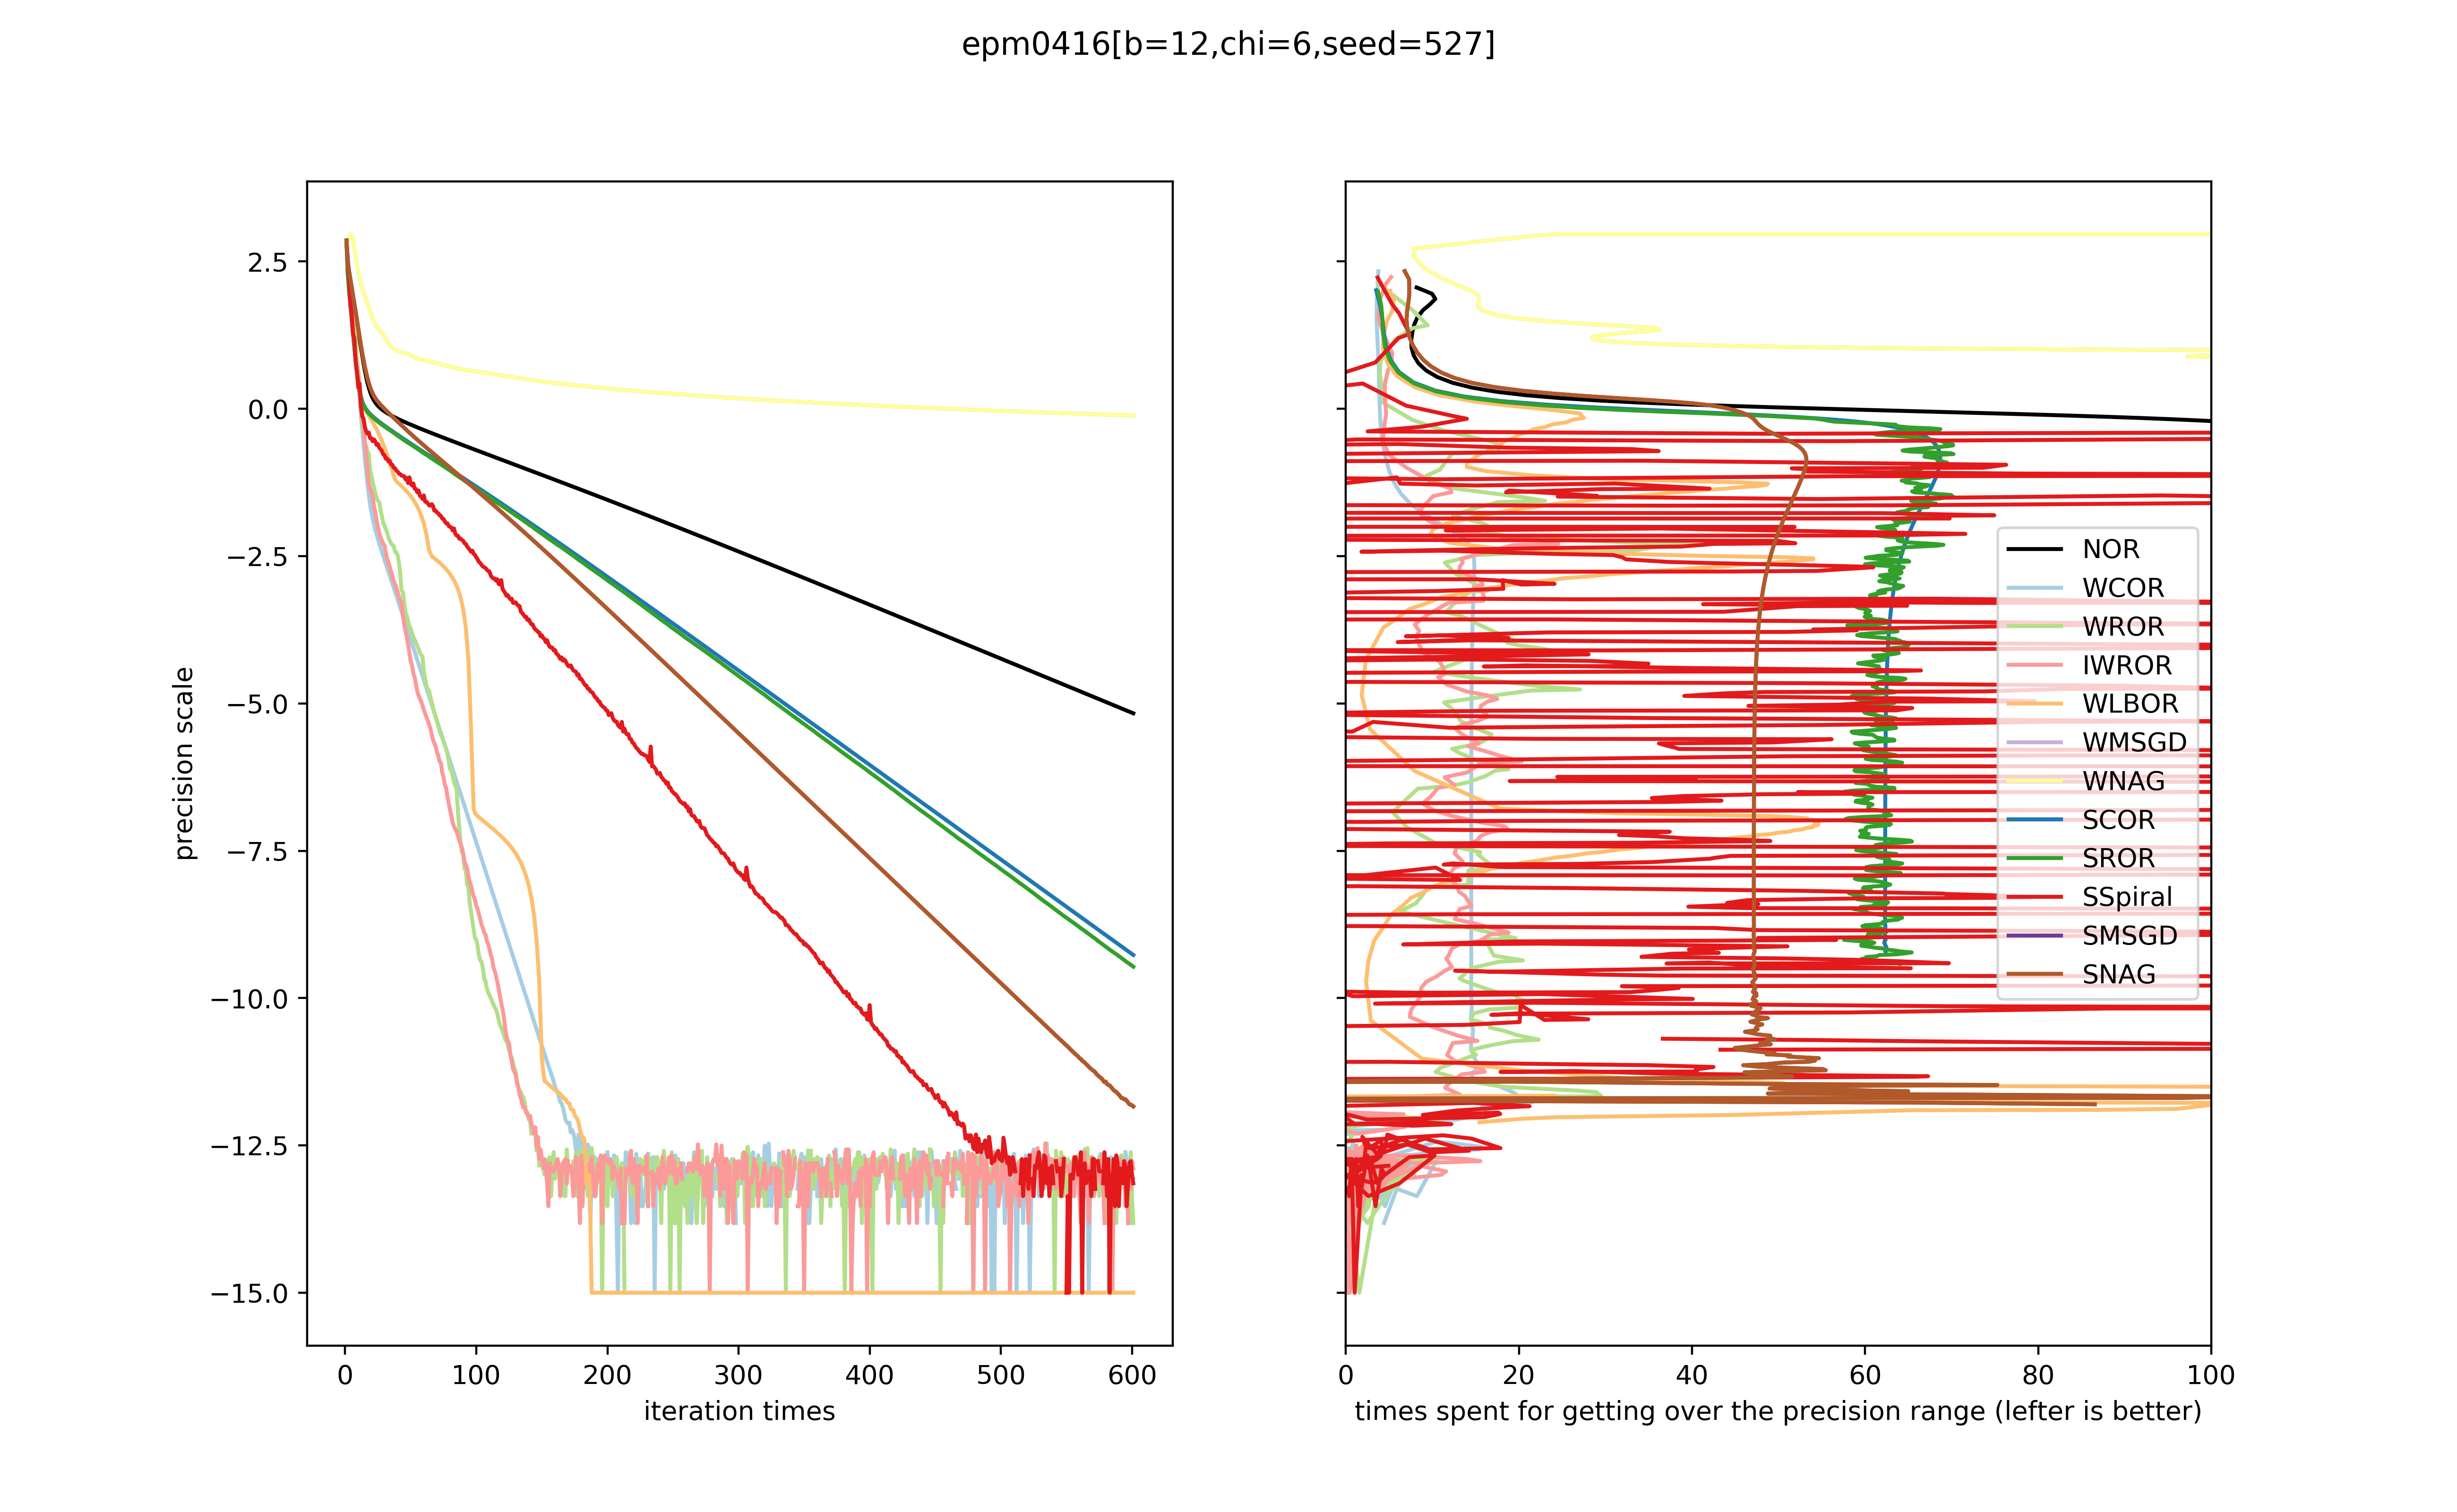 epm0416[b=12,chi=6,seed=527]
precision scale
2.5
0.0
−2.5
−5.0
−7.5
−10.0
−12.5
−15.0
0 100 200 300 400 500 600
iteration times
NOR
WCOR
WROR
IWROR
WLBOR
WMSGD
WNAG
SCOR
SROR
SSpiral
SMSGD
SNAG
0 20 40 60 80 100
times spent for getting over the precision range (lefter is better)